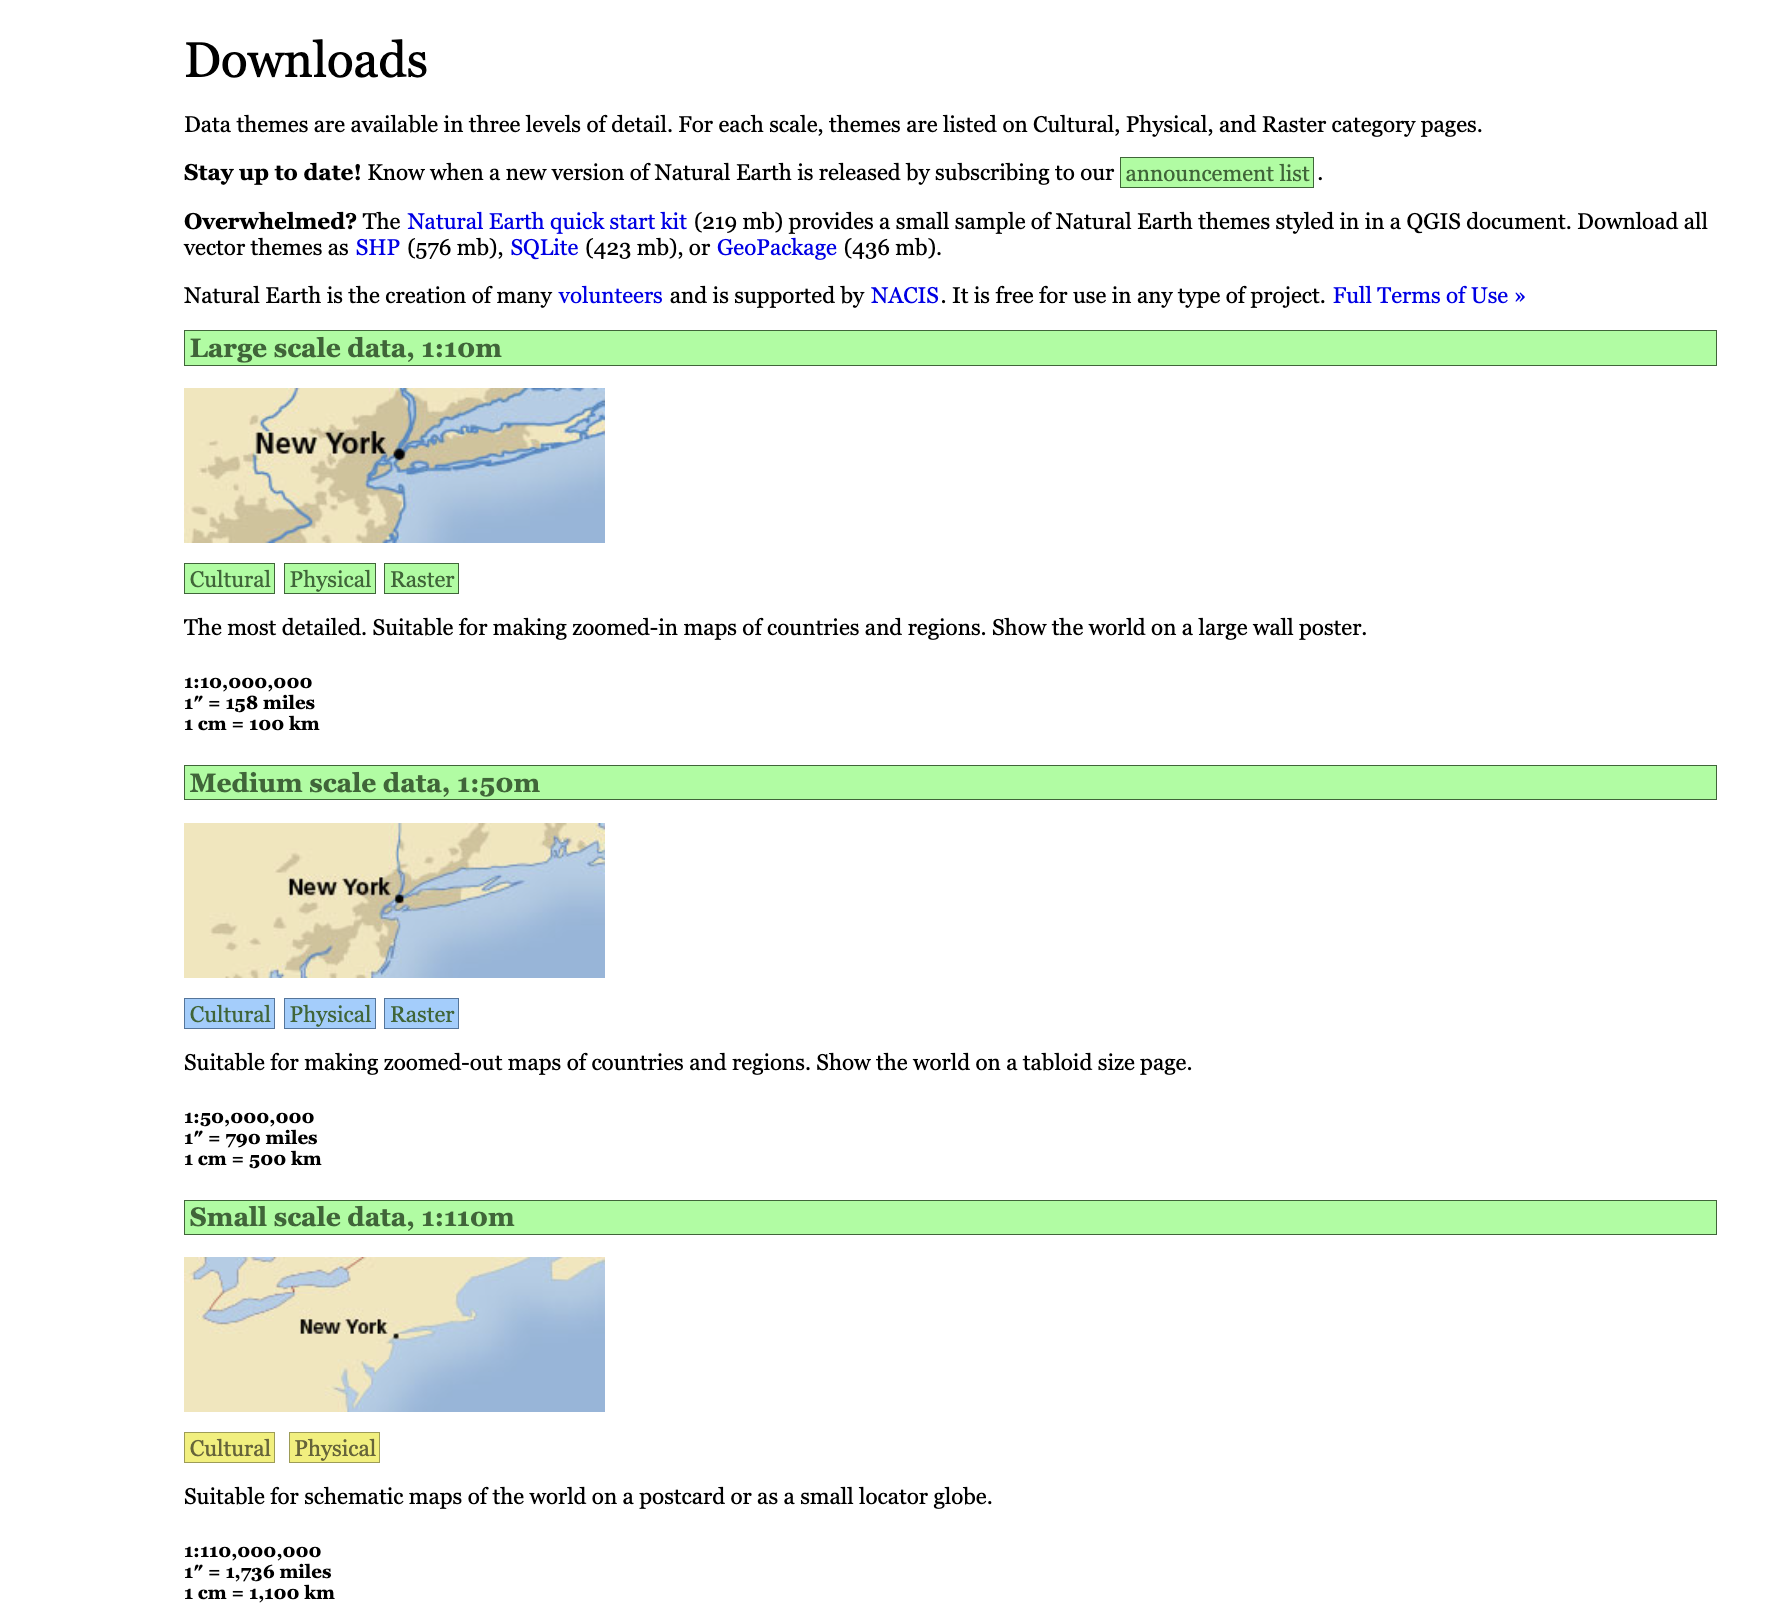 Downloads
Data themes are available in three levels of detail. For each scale, themes are listed on Cultural, Physical, and Raster category pages.
Stay up to date! Know when a new version of Natural Earth is released by subscribing to our announcement list .
Overwhelmed? The Natural Earth quick start kit (219 mb) provides a small sample of Natural Earth themes styled in in a QGIS document. Download all
vector themes as SHP (576 mb), SQLite (423 mb), or GeoPackage (436 mb).
Natural Earth is the creation of many volunteers and is supported by NACIS. It is free for use in any type of project. Full Terms of Use »
Large scale data, 1:10m
New York
Cultural Physical Raster
The most detailed. Suitable for making zoomed-in maps of countries and regions. Show the world on a large wall poster.
1:10,000,000
1″ = 158 miles
1 cm = 100 km
Medium scale data, 1:50m
New York
Cultural Physical Raster
Suitable for making zoomed-out maps of countries and regions. Show the world on a tabloid size page.
1:50,000,000
1″ = 790 miles
1 cm = 500 km
Small scale data, 1:110m
New York
Cultural Physical
Suitable for schematic maps of the world on a postcard or as a small locator globe.
1:110,000,000
1″ = 1,736 miles
1 cm = 1,100 km